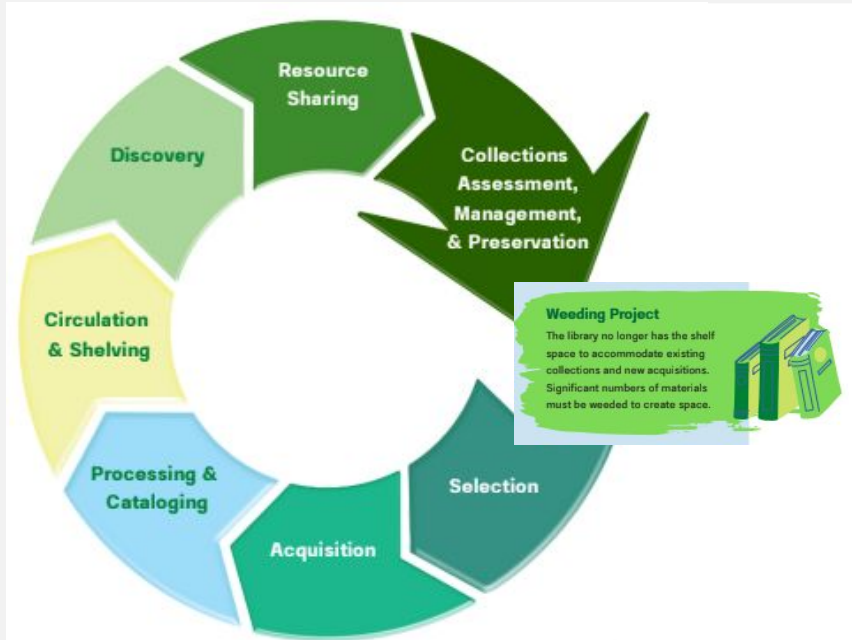 Resource
Sharing
Collections
Assessment,
Management,
& Preservation
Discovery
Circulation
& Shelving
Processing &
Cataloging
Acquisition
Selection
Weeding Project
The library no longer has the shelf
space to accommodate existing
collections and new acquisitions.
Significant numbers of materials
must be weeded to create space.